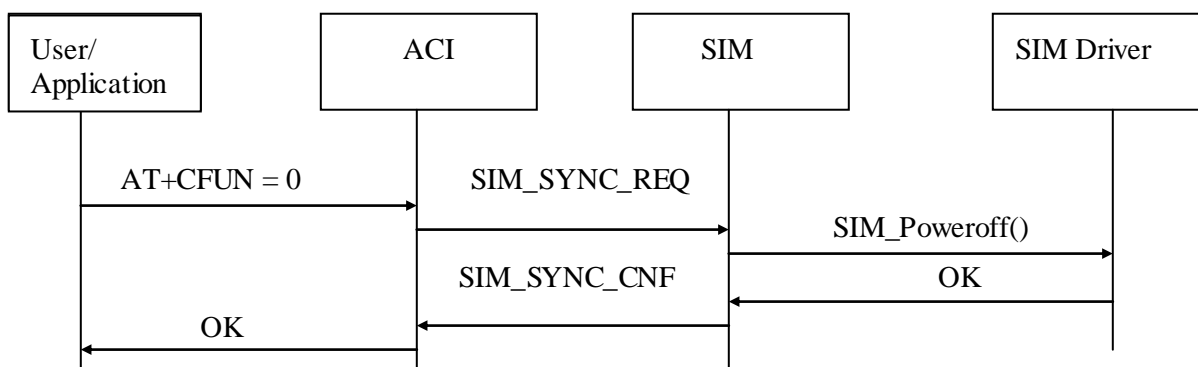 User/
Application
ACI
SIM
SIM Driver
AT+CFUN = 0
SIM_SYNC_REQ
SIM_Poweroff()
SIM_SYNC_CNF
OK
OK